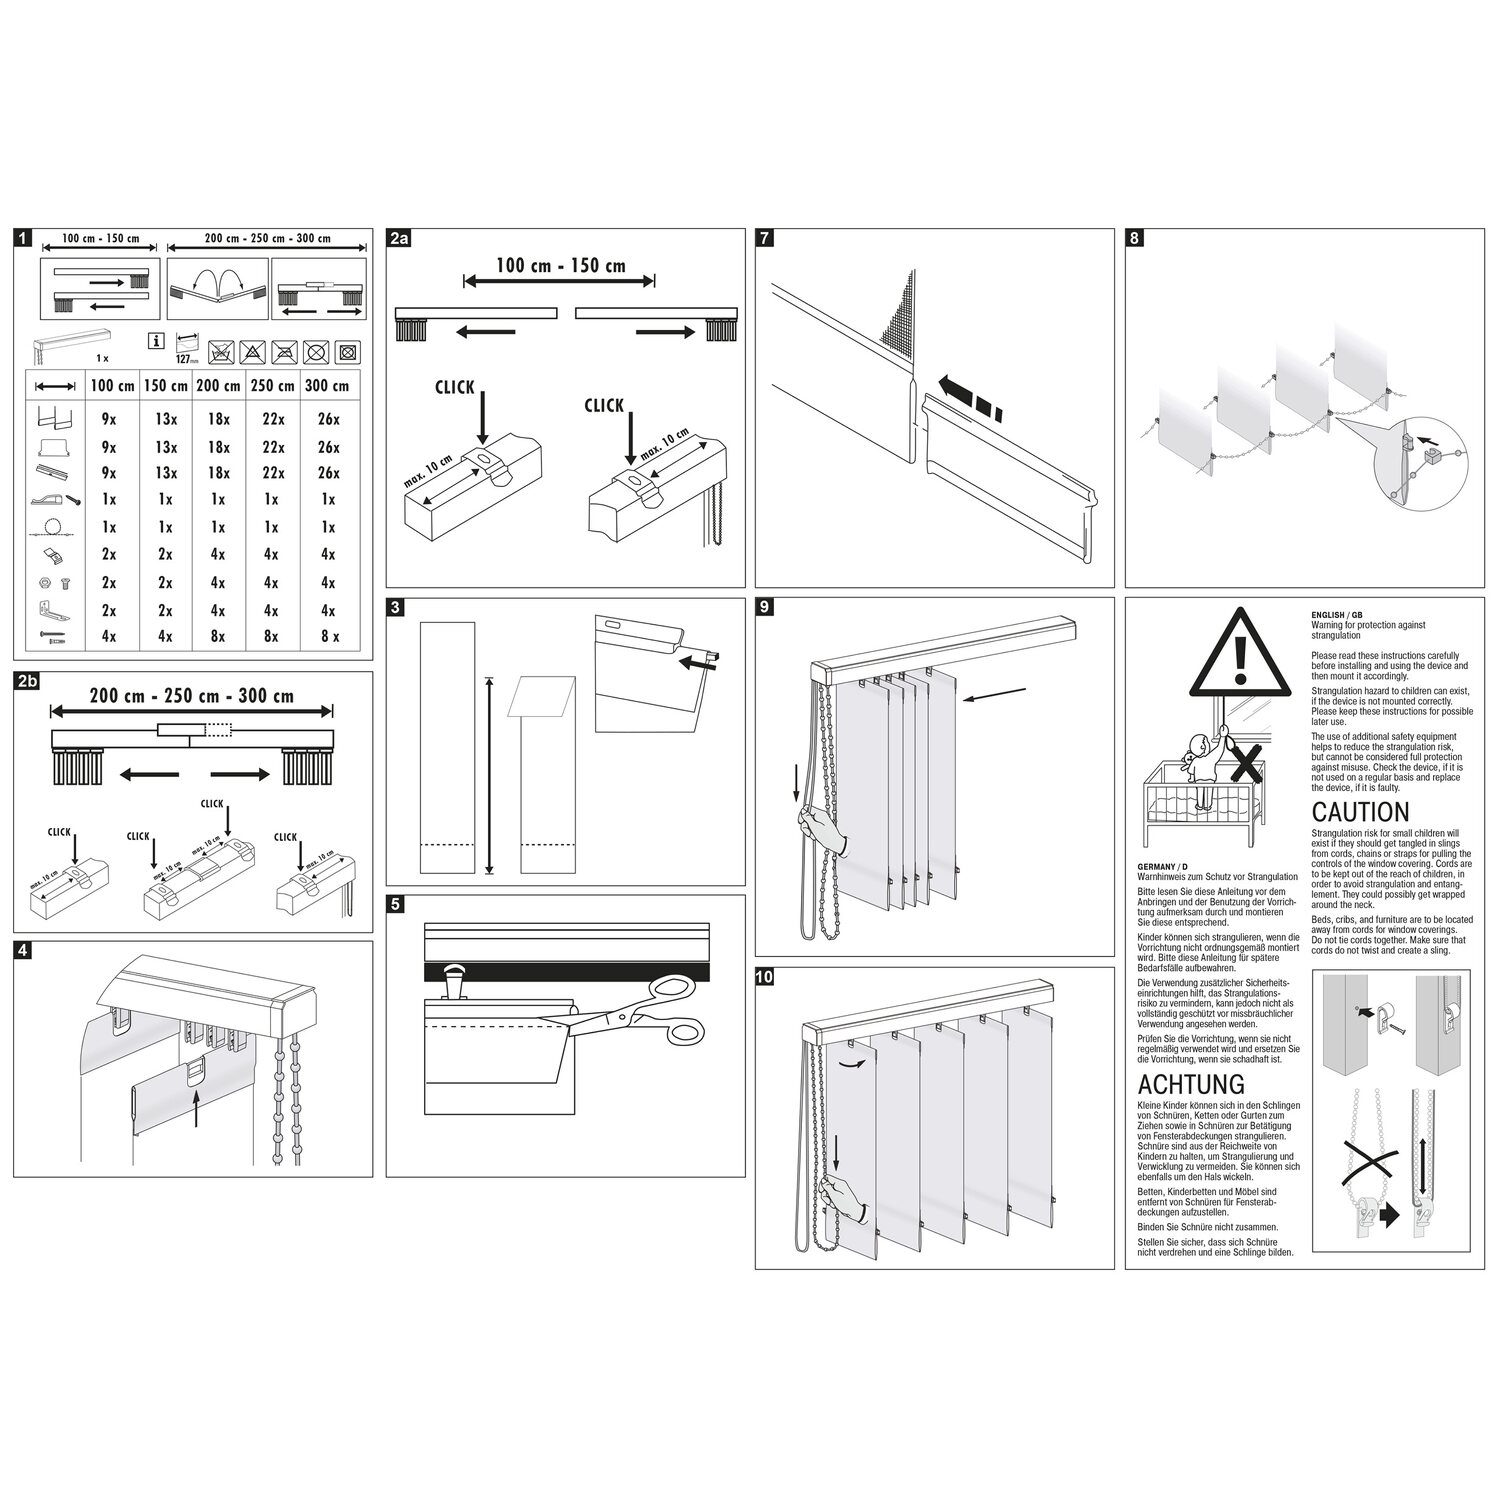 1
100 cm - 150 cm
200 cm - 250 cm - 300 cm
1 x
i
127mm
100 cm 150 cm 200 cm 250 cm 300 cm
9x 13x 18x 22x 26x
9x 13x 18x 22x 26x
9x 13x 18x 22x 26x
1x 1x 1x 1x 1x
1x 1x 1x 1x 1x
2x 2x 4x 4x 4x
2x 2x 4x 4x 4x
2x 2x 4x 4x 4x
4x 4x 8x 8x 8 x
2a
100 cm - 150 cm
CLICK
CLICK
max. 10 cm
max. 10 cm
2b
200 cm - 250 cm - 300 cm
CLICK
CLICK
CLICK
CLICK
max. 10 cm
max. 10 cm
max. 10 cm
max. 10 cm
3
4
5
7
8
9
10
GERMANY / D
Warnhinweis zum Schutz vor Strangulation
Bitte lesen Sie diese Anleitung vor dem
Anbringen und der Benutzung der Vorrich-
tung aufmerksam durch und montieren
Sie diese entsprechend.
Kinder können sich strangulieren, wenn die
Vorrichtung nicht ordnungsgemäß montiert
wird. Bitte diese Anleitung für spätere
Bedarfsfälle aufbewahren.
Die Verwendung zusätzlicher Sicherheits-
einrichtungen hilft, das Strangulations-
risiko zu vermindern, kann jedoch nicht als
vollständig geschützt vor missbräuchlicher
Verwendung angesehen werden.
Prüfen Sie die Vorrichtung, wenn sie nicht
regelmäßig verwendet wird und ersetzen Sie
die Vorrichtung, wenn sie schadhaft ist.
ACHTUNG
Kleine Kinder können sich in den Schlingen
von Schnüren, Ketten oder Gurten zum
Ziehen sowie in Schnüren zur Betätigung
von Fensterabdeckungen strangulieren.
Schnüre sind aus der Reichweite von
Kindern zu halten, um Strangulierung und
Verwicklung zu vermeiden. Sie können sich
ebenfalls um den Hals wickeln.
Betten, Kinderbetten und Möbel sind
entfernt von Schnüren für Fensterab-
deckungen aufzustellen.
Binden Sie Schnüre nicht zusammen.
Stellen Sie sicher, dass sich Schnüre
nicht verdrehen und eine Schlinge bilden.
ENGLISH / GB
Warning for protection against
strangulation
Please read these instructions carefully
before installing and using the device and
then mount it accordingly.
Strangulation hazard to children can exist,
if the device is not mounted correctly.
Please keep these instructions for possible
later use.
The use of additional safety equipment
helps to reduce the strangulation risk,
but cannot be considered full protection
against misuse. Check the device, if it is
not used on a regular basis and replace
the device, if it is faulty.
CAUTION
Strangulation risk for small children will
exist if they should get tangled in slings
from cords, chains or straps for pulling the
controls of the window covering. Cords are
to be kept out of the reach of children, in
order to avoid strangulation and entang-
lement. They could possibly get wrapped
around the neck.
Beds, cribs, and furniture are to be located
away from cords for window coverings.
Do not tie cords together. Make sure that
cords do not twist and create a sling.